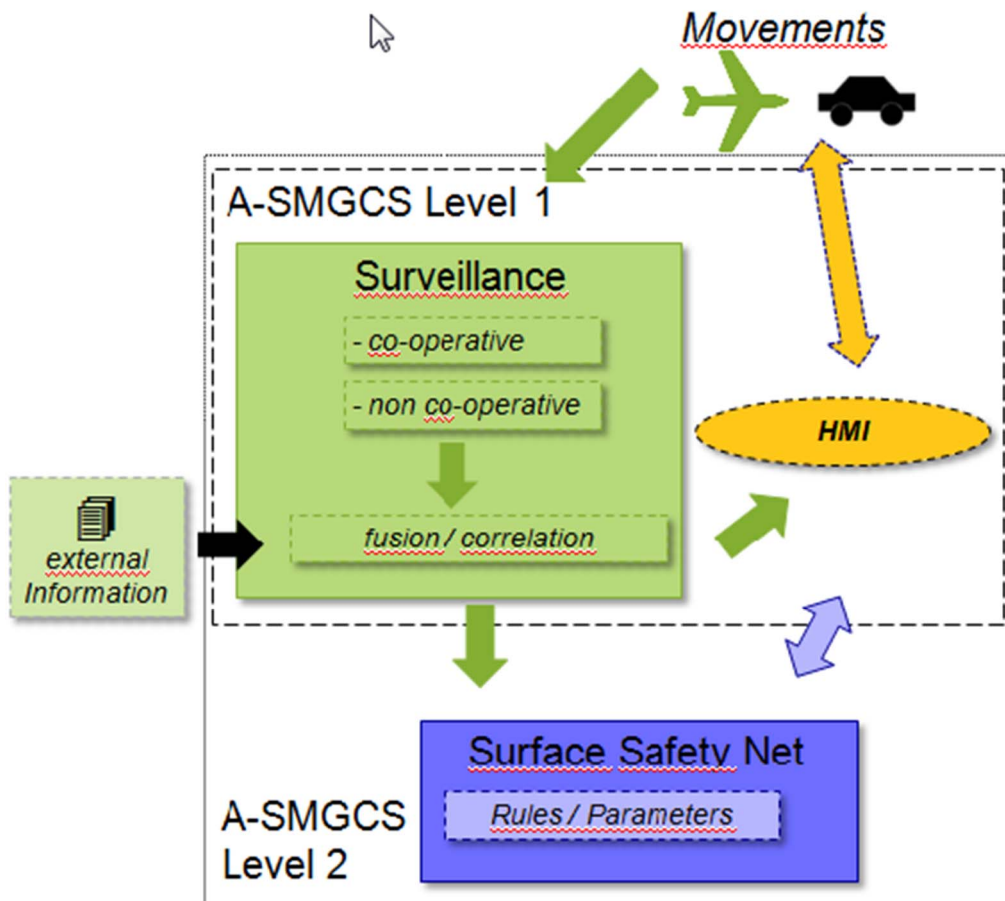 Movements
A-SMGCS Level 1
Surveillance
- co-operative
- non co-operative
HMI
fusion / correlation
external
Information
Surface Safety Net
Rules / Parameters
A-SMGCS
Level 2